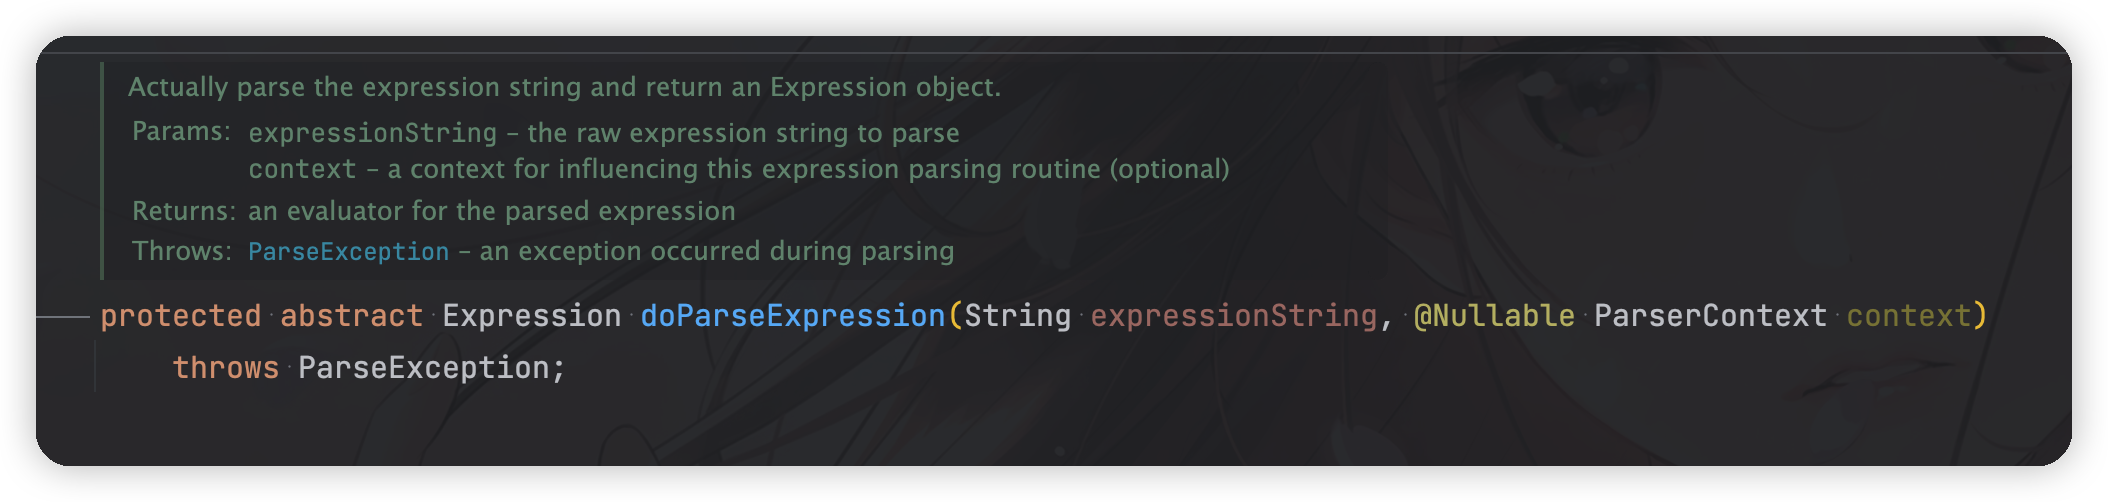 Actually parse the expression string and return an Expression object.
Params: expressionString – the raw expression string to parse
context – a context for influencing this expression parsing routine (optional)
Returns: an evaluator for the parsed expression
Throws: ParseException – an exception occurred during parsing
protected abstract Expression doParseExpression(String expressionString, @Nullable ParserContext context)
throws ParseException;